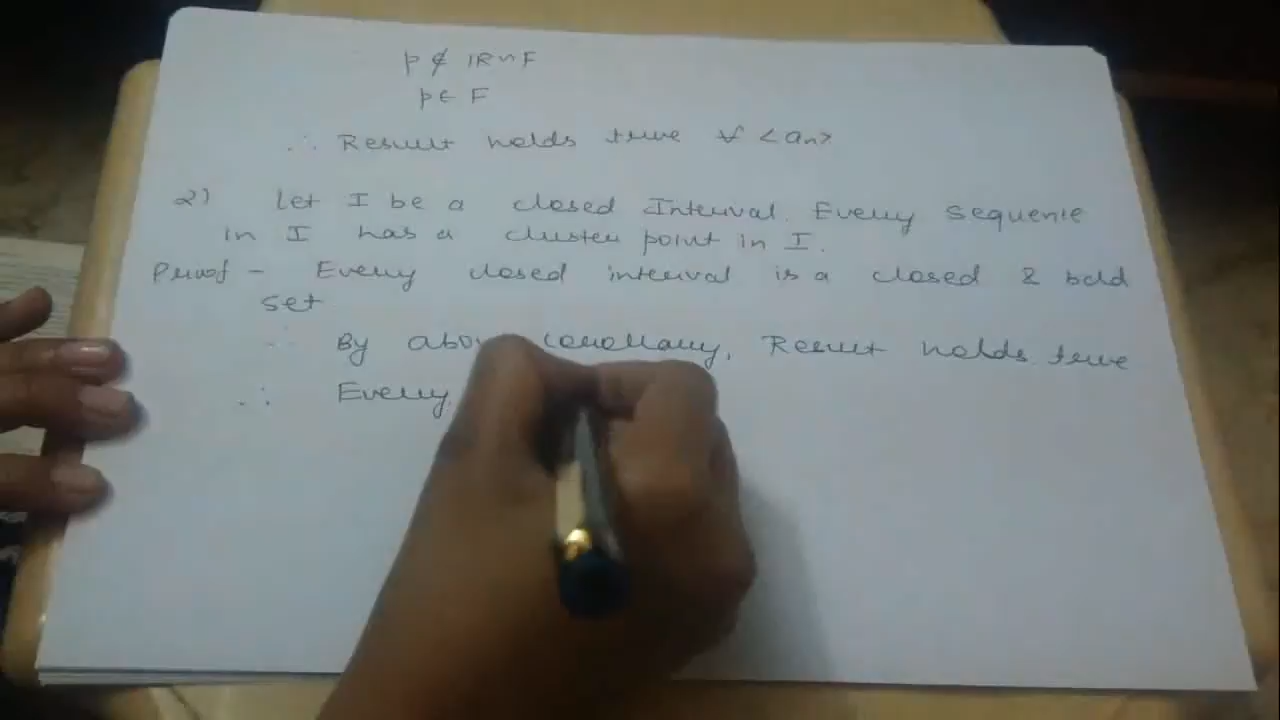 p ∉ IR~F
p ∈ F
∴ Result holds true ∀ <an>
2) Let I be a closed Interval. Every sequence
in I has a cluster point in I.
Proof - Every closed interval is a closed & bdd
set
∴ By above corollary, Result holds true
∴ Every